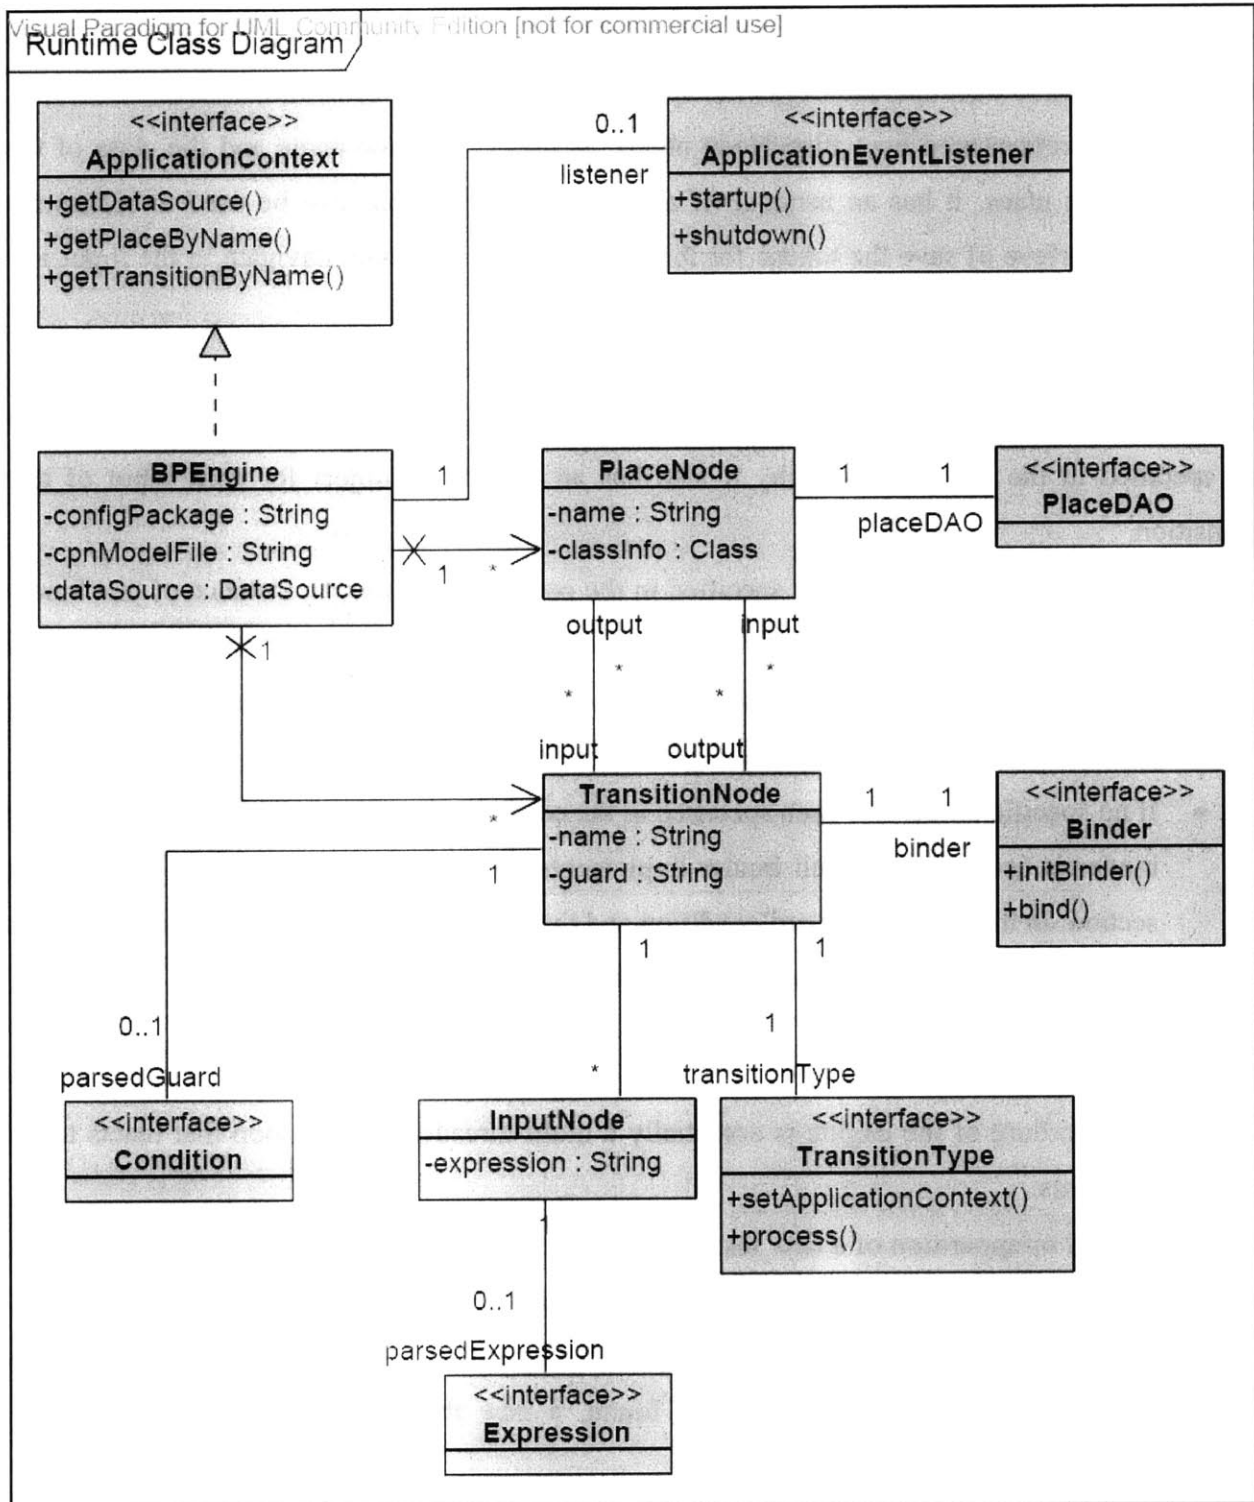 Visual Paradigm for UML Community Edition [not for commercial use]
Runtime Class Diagram
<<interface>>
ApplicationContext
+getDataSource()
+getPlaceByName()
+getTransitionByName()
0..1
listener
<<interface>>
ApplicationEventListener
+startup()
+shutdown()
BPEngine
-configPackage : String
-cpnModelFile : String
-dataSource : DataSource
1
1
*
1
PlaceNode
-name : String
-classInfo : Class
1
1
placeDAO
<<interface>>
PlaceDAO
output
input
*
*
*
*
input
output
*
1
TransitionNode
-name : String
-guard : String
1
1
binder
<<interface>>
Binder
+initBinder()
+bind()
1
1
0..1
1
parsedGuard
*
transitionType
<<interface>>
Condition
InputNode
-expression : String
<<interface>>
TransitionType
+setApplicationContext()
+process()
1
0..1
parsedExpression
<<interface>>
Expression